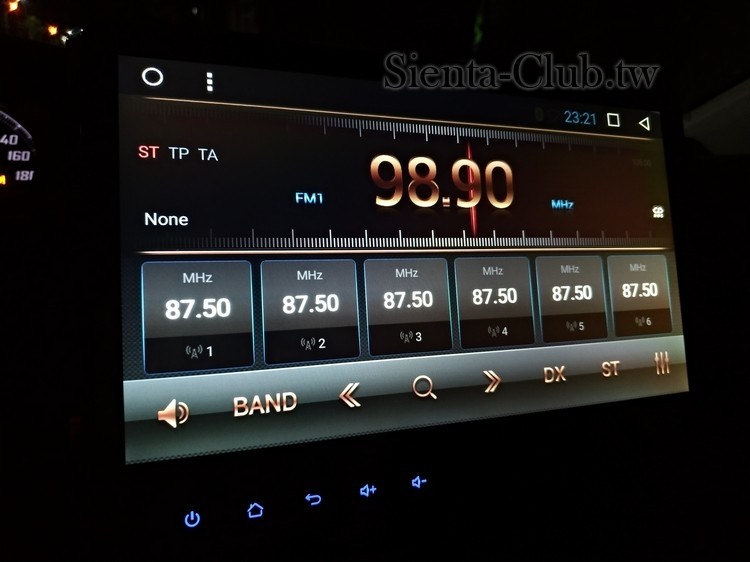 Sienta-Club.tw
23:21
ST TP TA
FM1
98.90
MHz
None
MHz MHz MHz MHz MHz MHz
87.50 87.50 87.50 87.50 87.50 87.50
1 2 3 4 5 6
BAND DX ST
160